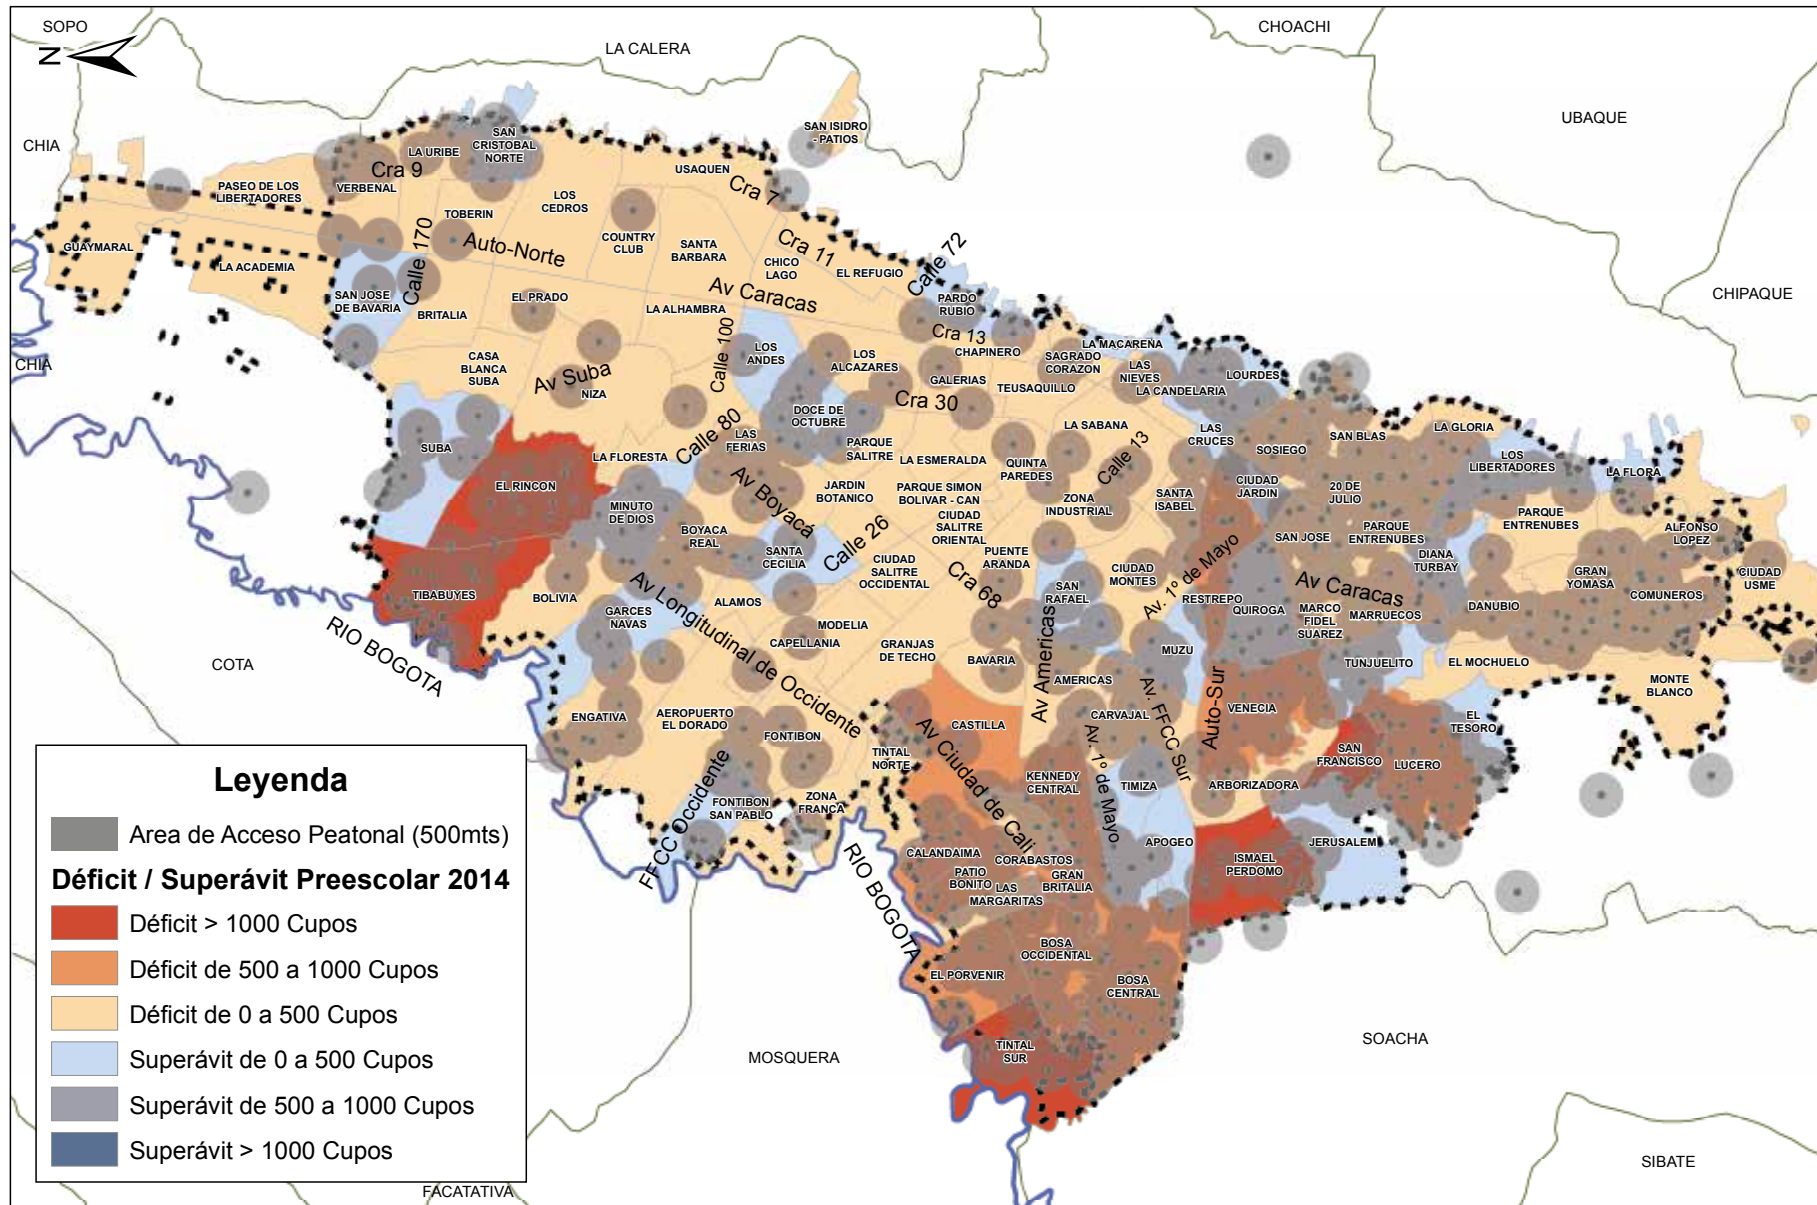 SOPO
N
LA CALERA
CHOACHI
UBAQUE
CHIPAQUE
CHIA
CHIA
COTA
MOSQUERA
FACATATIVA
SOACHA
SIBATE
RIO BOGOTA
RIO BOGOTA
SAN ISIDRO
- PATIOS
SAN
CRISTOBAL
NORTE
LA URIBE
Cra 9
VERBENAL
PASEO DE LOS
LIBERTADORES
GUAYMARAL
LA ACADEMIA
SAN JOSE
DE BAVARIA
Calle 170
TOBERIN
Auto-Norte
LOS
CEDROS
COUNTRY
CLUB
USAQUEN
Cra 7
SANTA
BARBARA
CHICO
LAGO
Cra 11
EL REFUGIO
Calle 72
BRITALIA
EL PRADO
LA ALHAMBRA
Av Caracas
PARDO
RUBIO
Cra 13
CHAPINERO
LA MACARENA
CASA
BLANCA
SUBA
Av Suba
NIZA
Calle 100
LOS
ANDES
LOS
ALCAZARES
GALERIAS
SAGRADO
CORAZON
TEUSAQUILLO
LAS
NIEVES
LA CANDELARIA
LOURDES
SUBA
EL RINCON
LA FLORESTA
Calle 80
LAS
FERIAS
DOCE DE
OCTUBRE
Cra 30
PARQUE
SALITRE
LA ESMERALDA
LA SABANA
QUINTA
PAREDES
Calle 13
LAS
CRUCES
SOSIEGO
SAN BLAS
LA GLORIA
LOS
LIBERTADORES
LA FLORA
MINUTO
DE DIOS
Av Boyacá
JARDIN
BOTANICO
PARQUE SIMON
BOLIVAR - CAN
CIUDAD
SALITRE
ORIENTAL
ZONA
INDUSTRIAL
SANTA
ISABEL
CIUDAD
JARDIN
20 DE
JULIO
PARQUE
ENTRENUBES
PARQUE
ENTRENUBES
ALFONSO
LOPEZ
BOYACA
REAL
SANTA
CECILIA
Calle 26
CIUDAD
SALITRE
OCCIDENTAL
PUENTE
ARANDA
Cra 68
SAN JOSE
DIANA
TURBAY
GRAN
YOMASA
CIUDAD
USME
TIBABUYES
BOLIVIA
Av Longitudinal de Occidente
GARCES
NAVAS
ALAMOS
MODELIA
CAPELLANIA
GRANJAS
DE TECHO
BAVARIA
SAN
RAFAEL
CIUDAD
MONTES
Av. 1º de Mayo
RESTREPO
QUIROGA
Av Caracas
MARCO
FIDEL
SUAREZ
MARRUECOS
DANUBIO
COMUNEROS
Av Americas
AMERICAS
MUZU
TUNJUELITO
EL MOCHUELO
MONTE
BLANCO
ENGATIVA
AEROPUERTO
EL DORADO
FONTIBON
CASTILLA
Av Ciudad de Cali
TINTAL
NORTE
CARVAJAL
Av. FFCC Sur
Auto-Sur
VENECIA
EL
TESORO
SAN
FRANCISCO
LUCERO
FFCC Occidente
FONTIBON
SAN PABLO
ZONA
FRANCA
KENNEDY
CENTRAL
Av. 1º de Mayo
TIMIZA
ARBORIZADORA
CALANDAIMA
PATIO
BONITO
CORABASTOS
LAS
MARGARITAS
GRAN
BRITALIA
APOGEO
ISMAEL
PERDOMO
JERUSALEM
EL PORVENIR
BOSA
OCCIDENTAL
BOSA
CENTRAL
TINTAL
SUR
Leyenda
Area de Acceso Peatonal (500mts)
Déficit / Superávit Preescolar 2014
Déficit > 1000 Cupos
Déficit de 500 a 1000 Cupos
Déficit de 0 a 500 Cupos
Superávit de 0 a 500 Cupos
Superávit de 500 a 1000 Cupos
Superávit > 1000 Cupos